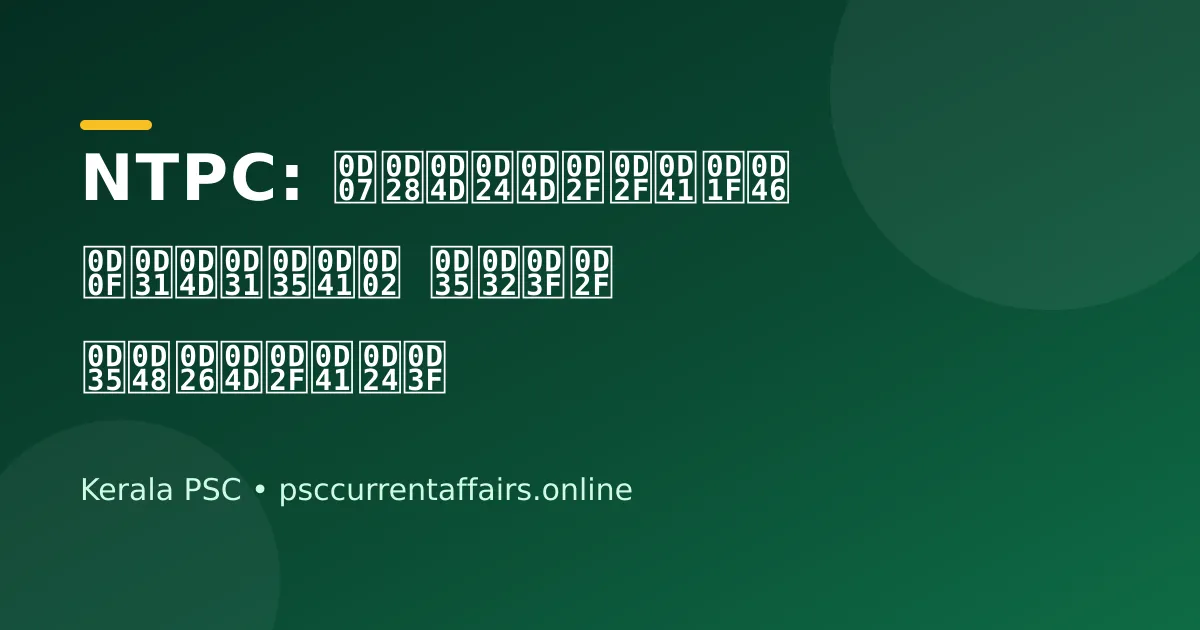 NTPC: ഇന്ത്യയുടെ
ഏറ്റവും വലിയ
വൈദ്യുതി
Kerala PSC • psccurrentaffairs.online